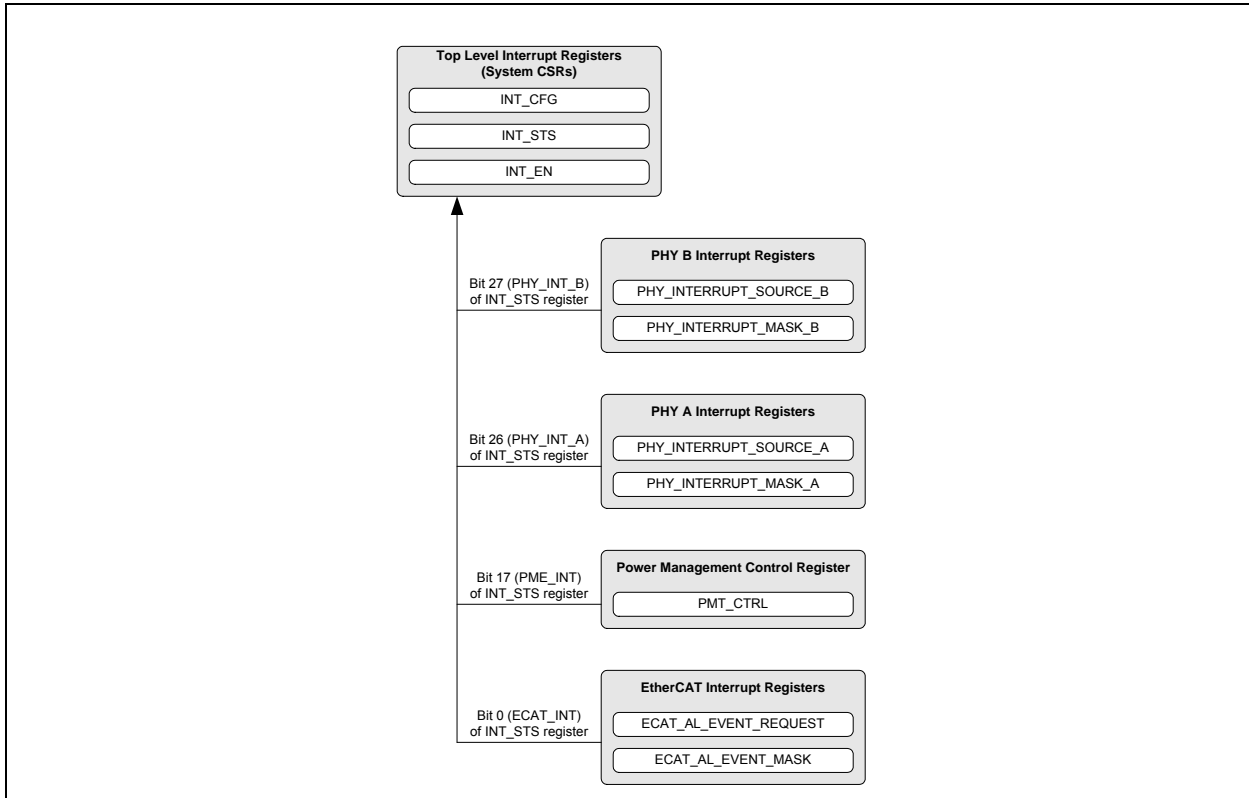 Top Level Interrupt Registers
(System CSRs)
INT_CFG
INT_STS
INT_EN
PHY B Interrupt Registers
Bit 27 (PHY_INT_B)
of INT_STS register
PHY_INTERRUPT_SOURCE_B
PHY_INTERRUPT_MASK_B
PHY A Interrupt Registers
Bit 26 (PHY_INT_A)
of INT_STS register
PHY_INTERRUPT_SOURCE_A
PHY_INTERRUPT_MASK_A
Power Management Control Register
Bit 17 (PME_INT)
of INT_STS register
PMT_CTRL
EtherCAT Interrupt Registers
Bit 0 (ECAT_INT)
of INT_STS register
ECAT_AL_EVENT_REQUEST
ECAT_AL_EVENT_MASK